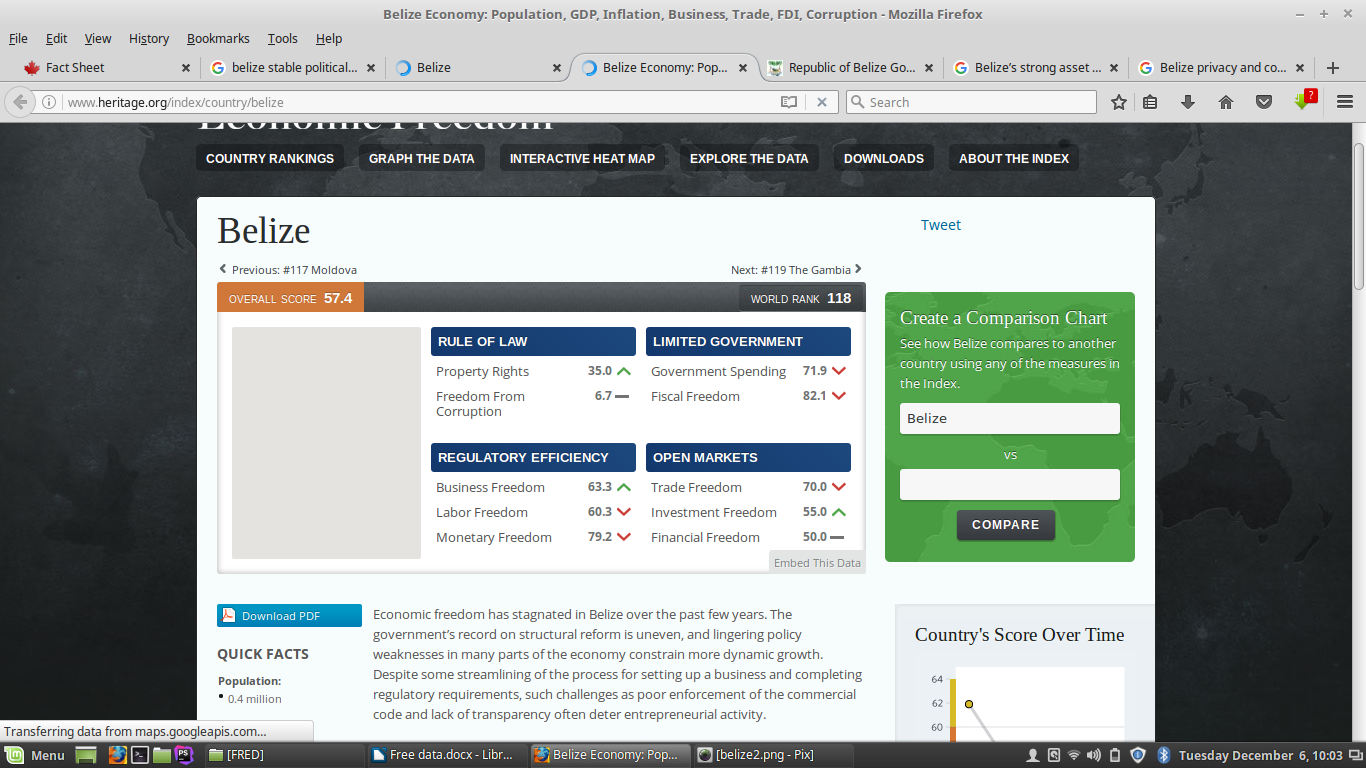 Belize Economy: Population, GDP, Inflation, Business, Trade, FDI, Corruption - Mozilla Firefox
File Edit View History Bookmarks Tools Help
Fact Sheet
belize stable political...
Belize
Belize Economy: Pop...
Republic of Belize Go...
Belize’s strong asset ...
Belize privacy and co...
www.heritage.org/index/country/belize
Search
?
Economic Freedom
COUNTRY RANKINGS
GRAPH THE DATA
INTERACTIVE HEAT MAP
EXPLORE THE DATA
DOWNLOADS
ABOUT THE INDEX
Belize
Tweet
Previous: #117 Moldova
Next: #119 The Gambia
OVERALL SCORE 57.4
WORLD RANK 118
RULE OF LAW
Property Rights 35.0
Freedom From
Corruption
6.7
LIMITED GOVERNMENT
Government Spending 71.9
Fiscal Freedom 82.1
REGULATORY EFFICIENCY
Business Freedom 63.3
Labor Freedom 60.3
Monetary Freedom 79.2
OPEN MARKETS
Trade Freedom 70.0
Investment Freedom 55.0
Financial Freedom 50.0
Embed This Data
Create a Comparison Chart
See how Belize compares to another
country using any of the measures in
the Index.
Belize
vs
COMPARE
Download PDF
QUICK FACTS
Population:
0.4 million
Economic freedom has stagnated in Belize over the past few years. The
government’s record on structural reform is uneven, and lingering policy
weaknesses in many parts of the economy constrain more dynamic growth.
Despite some streamlining of the process for setting up a business and completing
regulatory requirements, such challenges as poor enforcement of the commercial
code and lack of transparency often deter entrepreneurial activity.
Country's Score Over Time
64
62
60
Transferring data from maps.googleapis.com...
Menu
PS
[FRED]
Free data.docx - Libr...
Belize Economy: Pop...
[belize2.png - Pix]
Tuesday December 6, 10:03